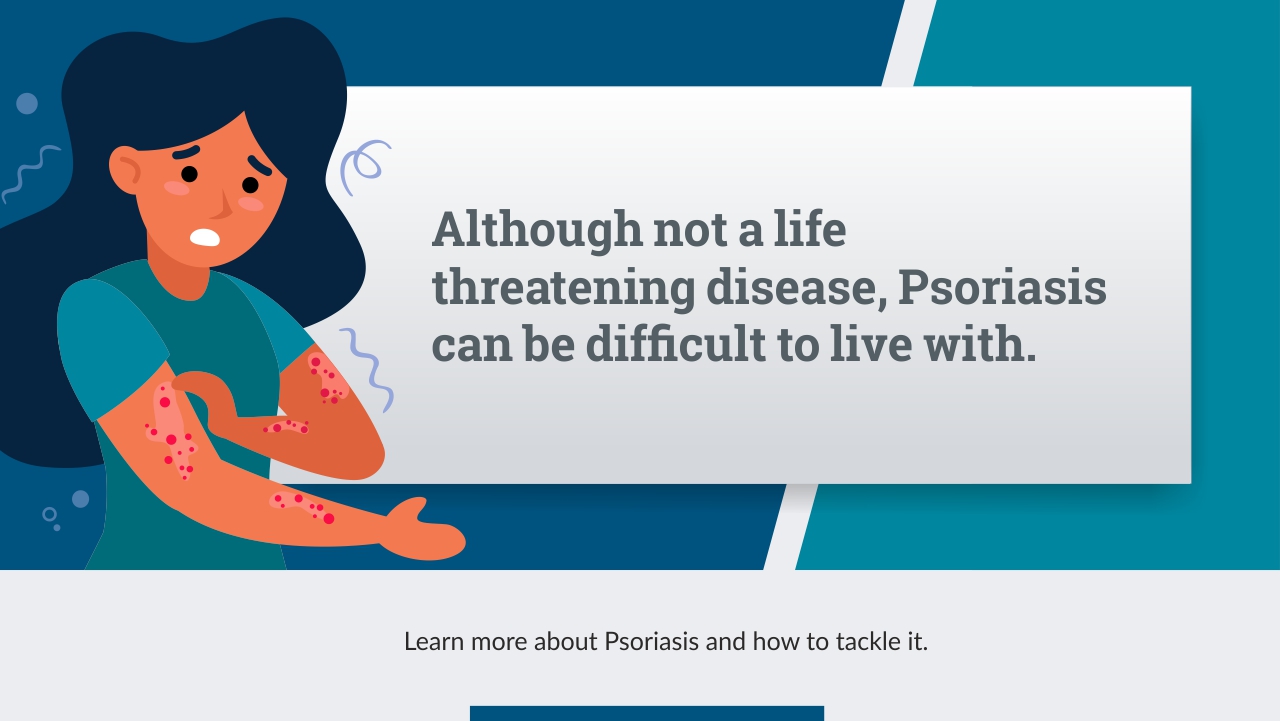 Although not a life
threatening disease, Psoriasis
can be difficult to live with.
Learn more about Psoriasis and how to tackle it.